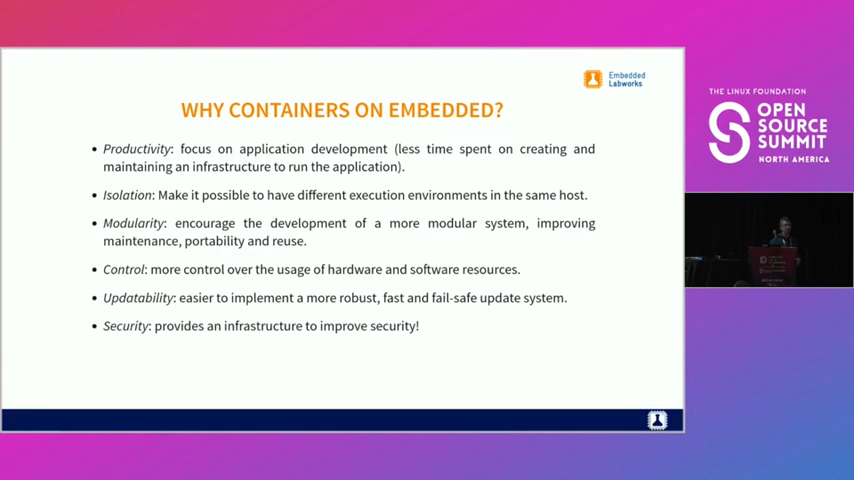 Embedded
Labworks
WHY CONTAINERS ON EMBEDDED?
• Productivity: focus on application development (less time spent on creating and
maintaining an infrastructure to run the application).
• Isolation: Make it possible to have different execution environments in the same host.
• Modularity: encourage the development of a more modular system, improving
maintenance, portability and reuse.
• Control: more control over the usage of hardware and software resources.
• Updatability: easier to implement a more robust, fast and fail-safe update system.
• Security: provides an infrastructure to improve security!
THE LINUX FOUNDATION
OPEN
SOURCE
SUMMIT
NORTH AMERICA